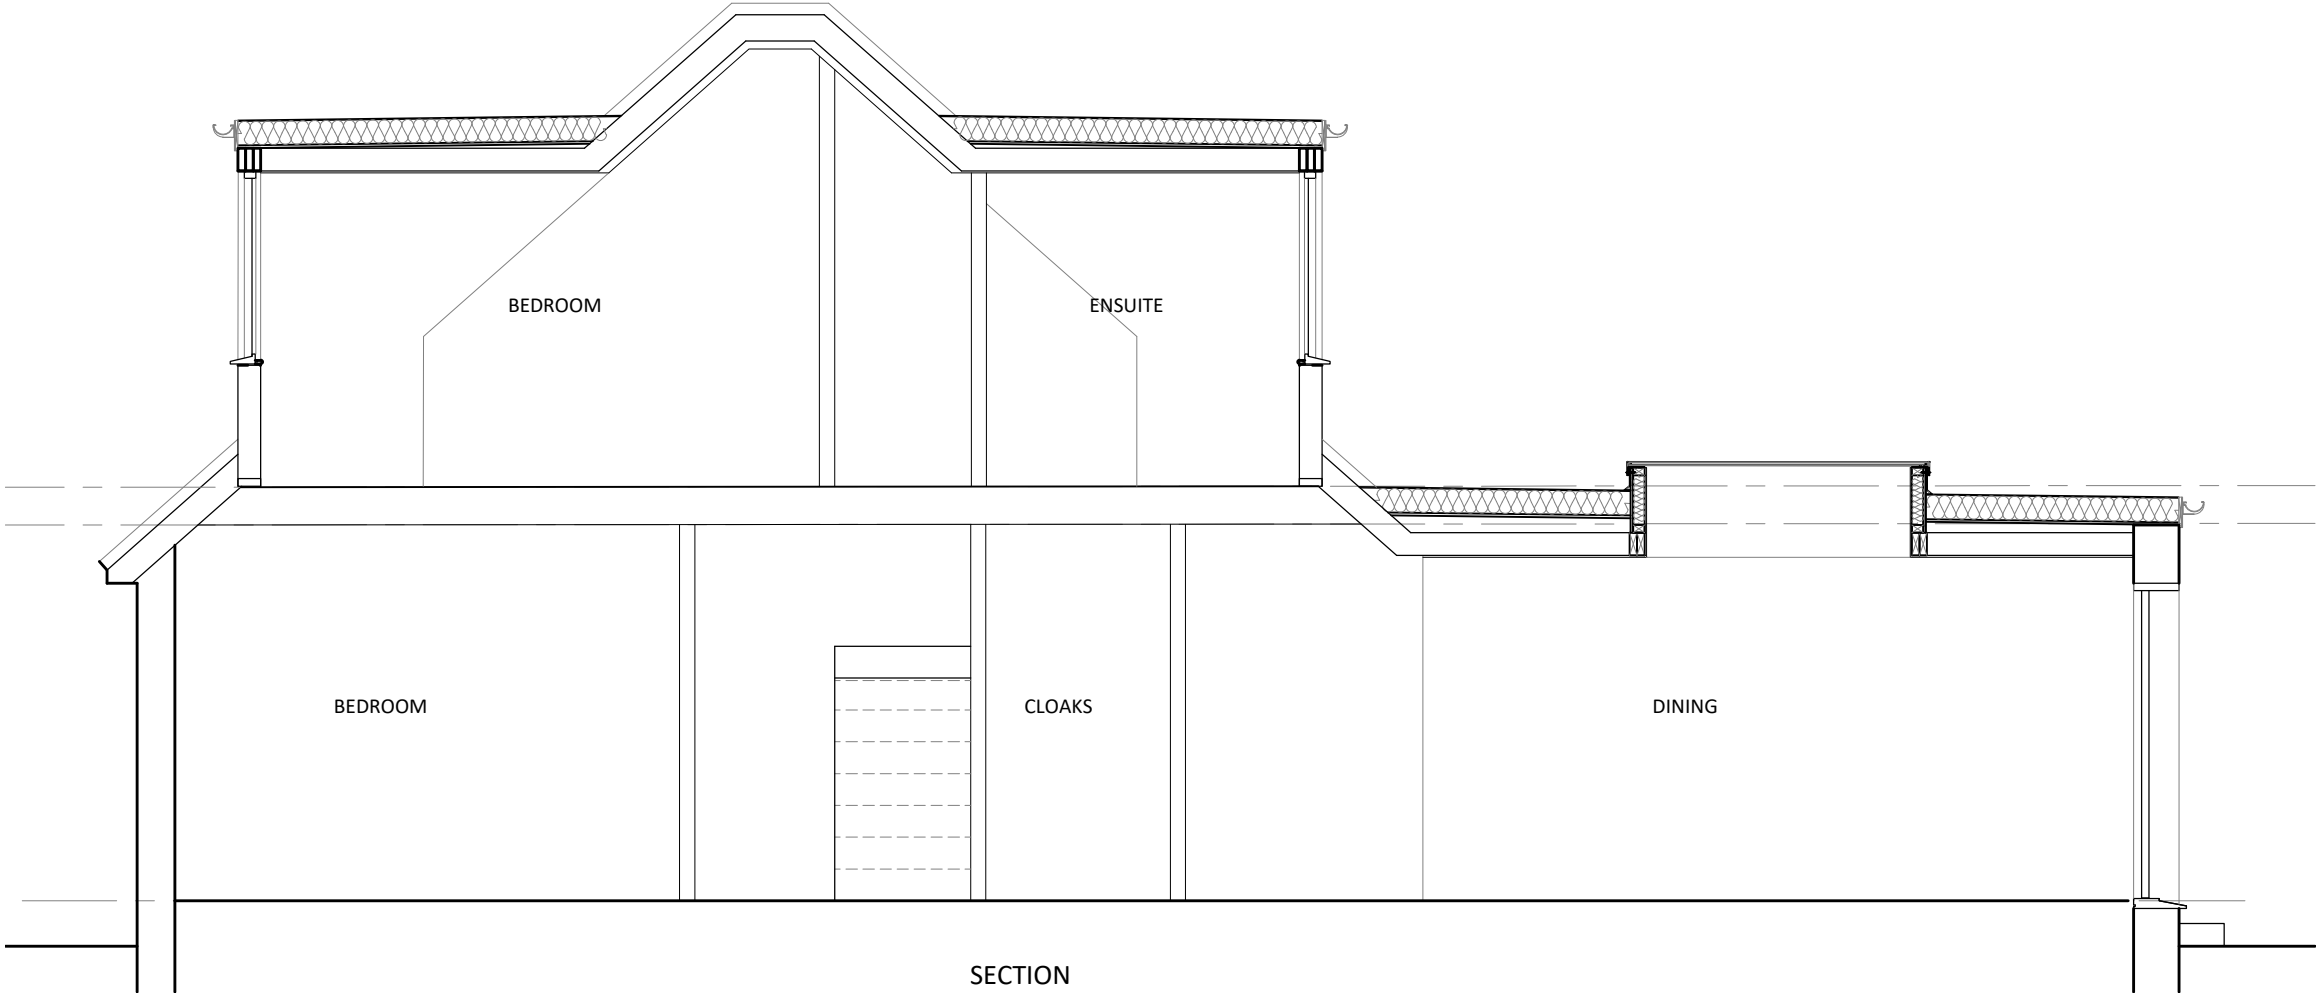 BEDROOM
ENSUITE
BEDROOM
CLOAKS
DINING
SECTION